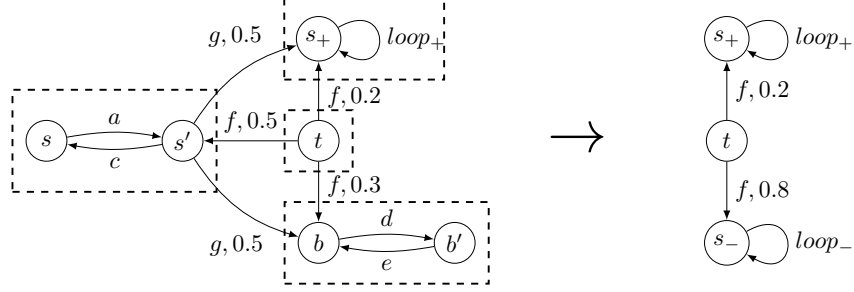 g, 0.5
s₊
loop₊
f, 0.2
s
a
c
s′
f, 0.5
t
f, 0.3
g, 0.5
b
d
e
b′
s₊
loop₊
f, 0.2
t
f, 0.8
s₋
loop₋